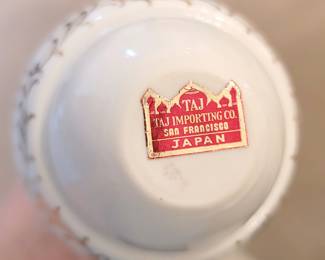 TAJ
TAJ IMPORTING CO.
SAN FRANCISCO
JAPAN